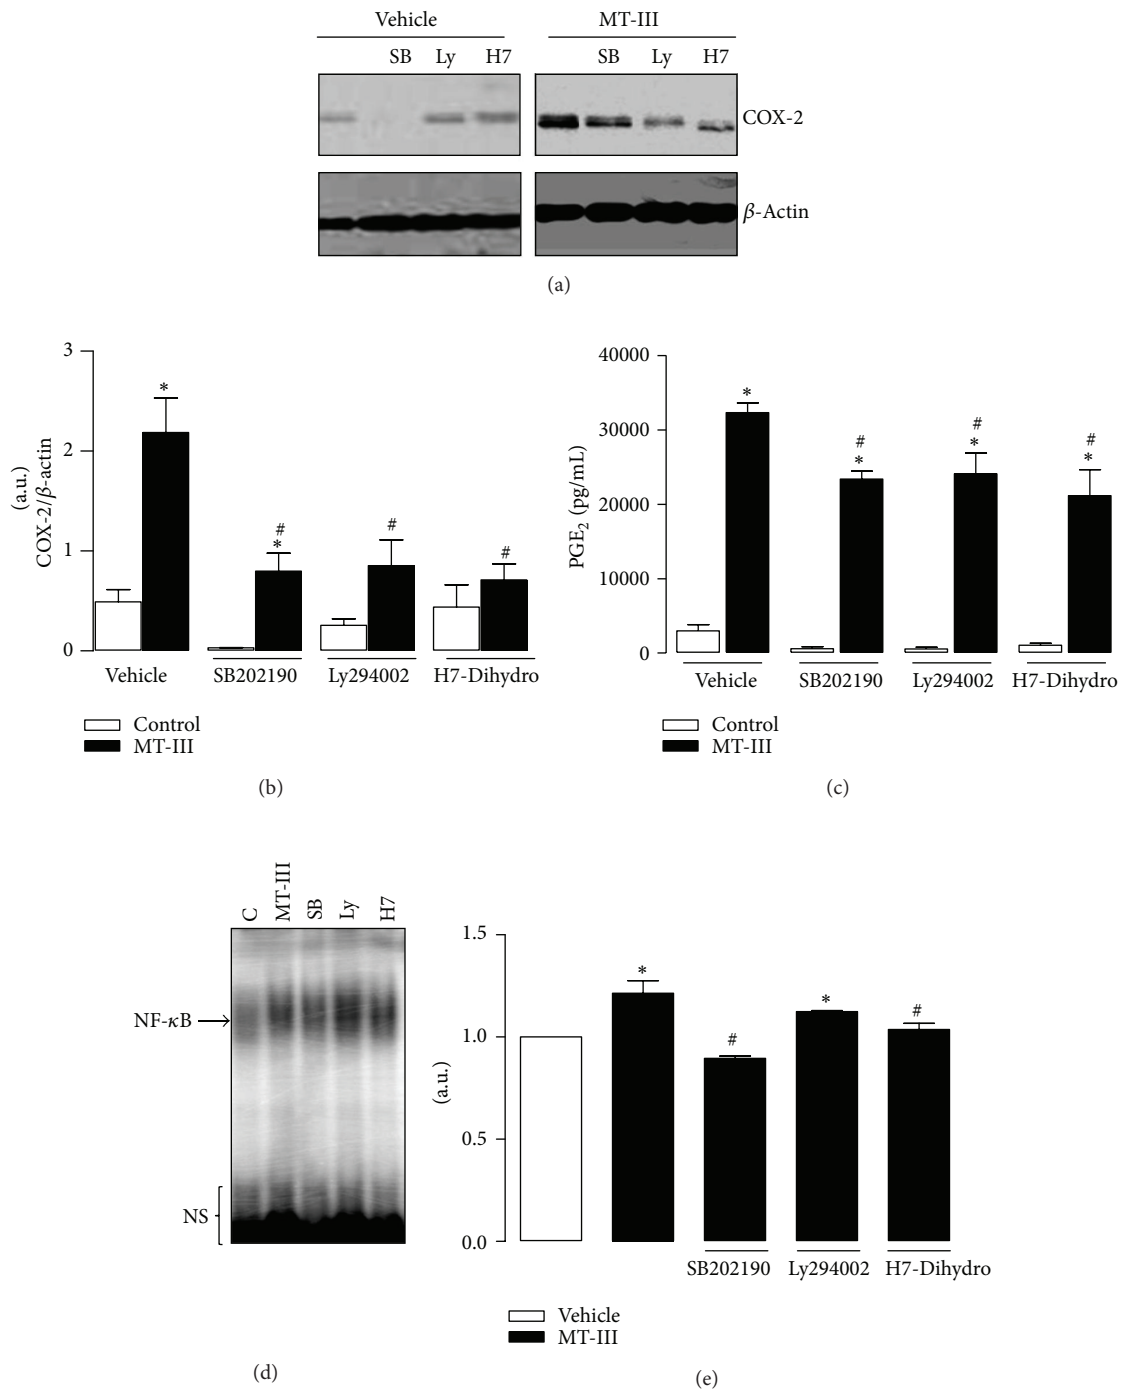 Vehicle MT-III
SB Ly H7 SB Ly H7
COX-2
β-Actin
(a)
3
2
1
0
(a.u.)
COX-2/β-actin
*
#
*
#
#
Vehicle SB202190 Ly294002 H7-Dihydro
Control
MT-III
(b)
40000
30000
20000
10000
0
PGE2 (pg/mL)
*
#
*
#
*
#
*
Vehicle SB202190 Ly294002 H7-Dihydro
Control
MT-III
(c)
C MT-III SB Ly H7
NF-κB
NS
(d)
1.5
1.0
0.5
0.0
(a.u.)
*
#
*
#
SB202190 Ly294002 H7-Dihydro
Vehicle
MT-III
(e)